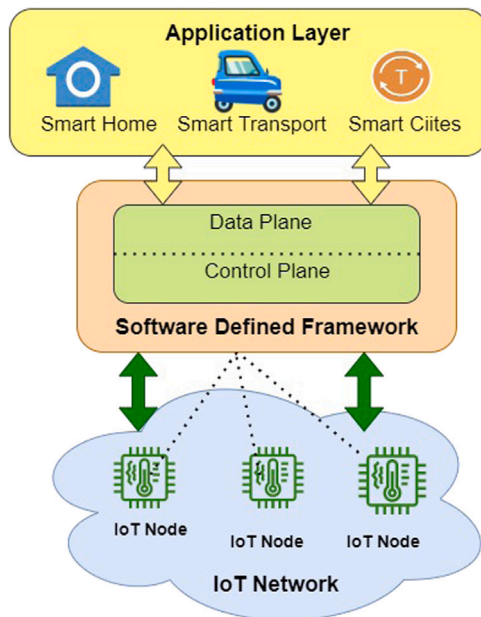 Application Layer
T
Smart Home Smart Transport Smart Ciites
Data Plane
Control Plane
Software Defined Framework
IoT Node IoT Node IoT Node
IoT Network